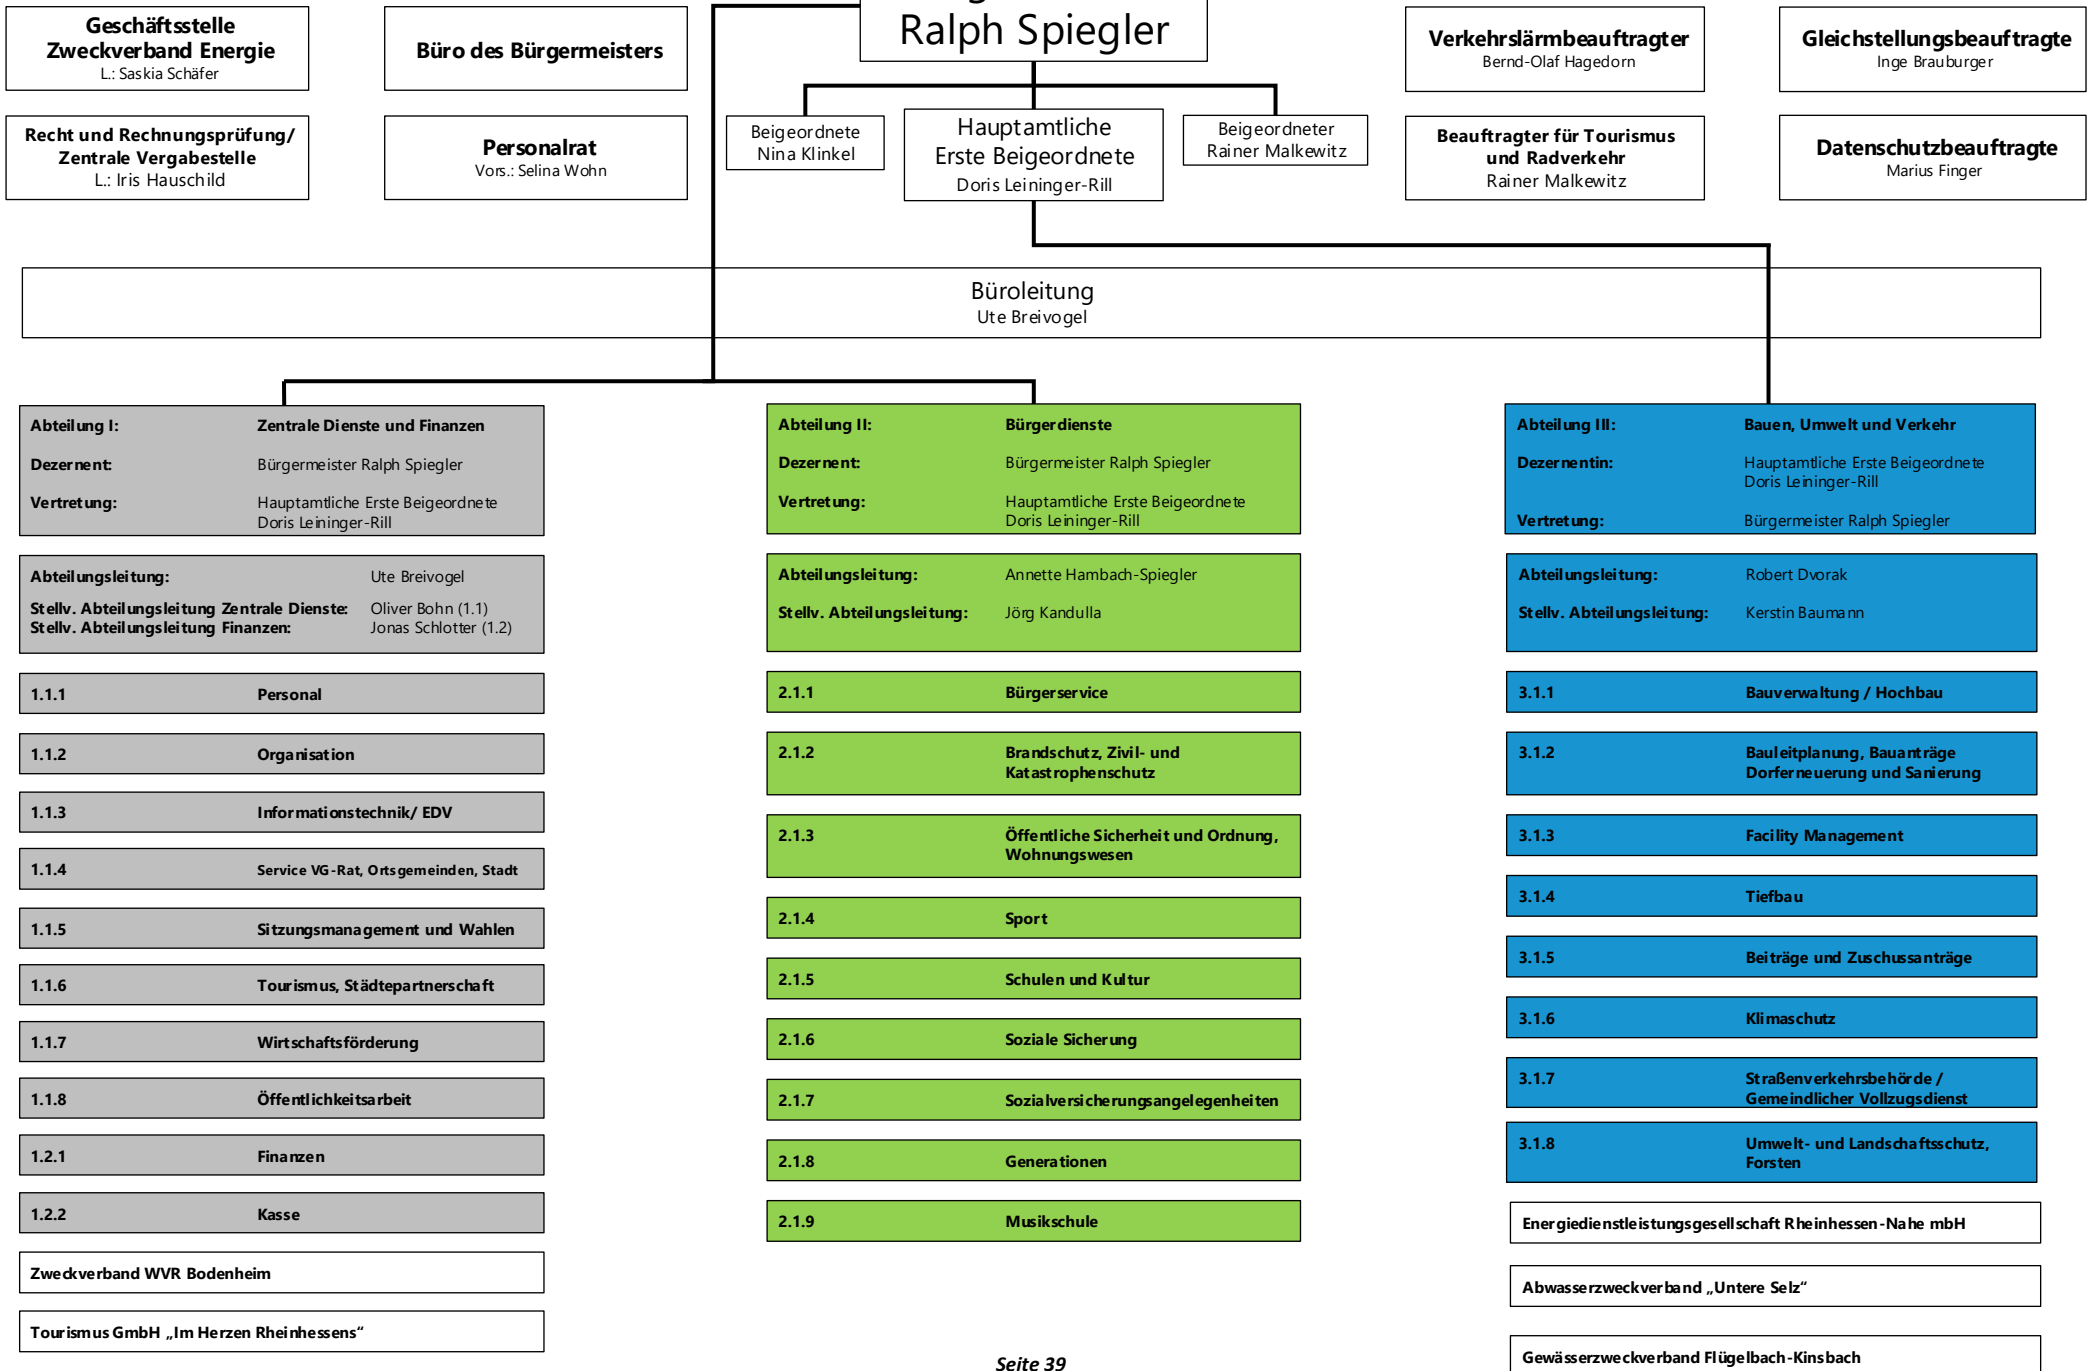 Geschäftsstelle
Zweckverband Energie
L.: Saskia Schäfer
Büro des Bürgermeisters
Ralph Spiegler
Verkehrslärmbeauftragter
Bernd-Olaf Hagedorn
Gleichstellungsbeauftragte
Inge Brauburger
Recht und Rechnungsprüfung/
Zentrale Vergabestelle
L.: Iris Hauschild
Personalrat
Vors.: Selina Wohn
Beigeordnete
Nina Klinkel
Hauptamtliche
Erste Beigeordnete
Doris Leininger-Rill
Beigeordneter
Rainer Malkewitz
Beauftragter für Tourismus
und Radverkehr
Rainer Malkewitz
Datenschutzbeauftragte
Marius Finger
Büroleitung
Ute Breivogel
Abteilung I: Zentrale Dienste und Finanzen
Dezernent: Bürgermeister Ralph Spiegler
Vertretung: Hauptamtliche Erste Beigeordnete
Doris Leininger-Rill
Abteilungsleitung: Ute Breivogel
Stellv. Abteilungsleitung Zentrale Dienste: Oliver Bohn (1.1)
Stellv. Abteilungsleitung Finanzen: Jonas Schlotter (1.2)
1.1.1 Personal
1.1.2 Organisation
1.1.3 Informationstechnik/ EDV
1.1.4 Service VG-Rat, Ortsgemeinden, Stadt
1.1.5 Sitzungsmanagement und Wahlen
1.1.6 Tourismus, Städtepartnerschaft
1.1.7 Wirtschaftsförderung
1.1.8 Öffentlichkeitsarbeit
1.2.1 Finanzen
1.2.2 Kasse
Zweckverband WVR Bodenheim
Tourismus GmbH „Im Herzen Rheinhessens“
Abteilung II: Bürgerdienste
Dezernent: Bürgermeister Ralph Spiegler
Vertretung: Hauptamtliche Erste Beigeordnete
Doris Leininger-Rill
Abteilungsleitung: Annette Hambach-Spiegler
Stellv. Abteilungsleitung: Jörg Kandulla
2.1.1 Bürgerservice
2.1.2 Brandschutz, Zivil- und
Katastrophenschutz
2.1.3 Öffentliche Sicherheit und Ordnung,
Wohnungswesen
2.1.4 Sport
2.1.5 Schulen und Kultur
2.1.6 Soziale Sicherung
2.1.7 Sozialversicherungsangelegenheiten
2.1.8 Generationen
2.1.9 Musikschule
Abteilung III: Bauen, Umwelt und Verkehr
Dezernentin: Hauptamtliche Erste Beigeordnete
Doris Leininger-Rill
Vertretung: Bürgermeister Ralph Spiegler
Abteilungsleitung: Robert Dvorak
Stellv. Abteilungsleitung: Kerstin Baumann
3.1.1 Bauverwaltung / Hochbau
3.1.2 Bauleitplanung, Bauanträge
Dorferneuerung und Sanierung
3.1.3 Facility Management
3.1.4 Tiefbau
3.1.5 Beiträge und Zuschussanträge
3.1.6 Klimaschutz
3.1.7 Straßenverkehrsbehörde /
Gemeindlicher Vollzugsdienst
3.1.8 Umwelt- und Landschaftsschutz,
Forsten
Energiedienstleistungsgesellschaft Rheinhessen-Nahe mbH
Abwasserzweckverband „Untere Selz“
Gewässerzweckverband Flügelbach-Kinsbach
Seite 39